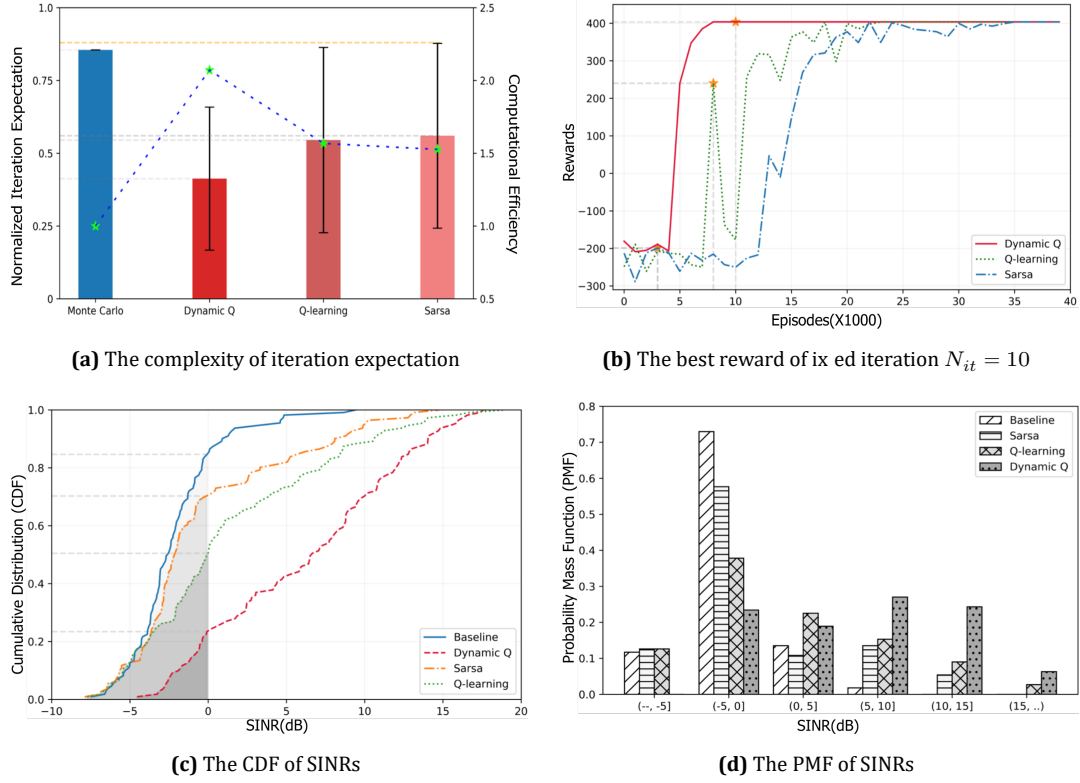 Normalized Iteration Expectation
1
0.75
0.5
0.25
0
Monte Carlo
Dynamic Q
Q-learning
Sarsa
2.5
2.0
1.5
1.0
0.5
Computational Efficiency
(a) The complexity of iteration expectation
Rewards
400
300
200
100
0
−100
−200
−300
0
5
10
15
20
25
30
35
40
Episodes(X1000)
Dynamic Q
Q-learning
Sarsa
(b) The best reward of ix ed iteration N_{it} = 10
Cumulative Distribution (CDF)
1.0
0.8
0.6
0.4
0.2
0.0
−10
−5
0
5
10
15
20
SINR(dB)
Baseline
Dynamic Q
Sarsa
Q-learning
(c) The CDF of SINRs
Probability Mass Function (PMF)
0.8
0.7
0.6
0.5
0.4
0.3
0.2
0.1
0.0
(--, -5]
(-5, 0]
(0, 5]
(5, 10]
(10, 15]
(15, ..)
SINR(dB)
Baseline
Sarsa
Q-learning
Dynamic Q
(d) The PMF of SINRs